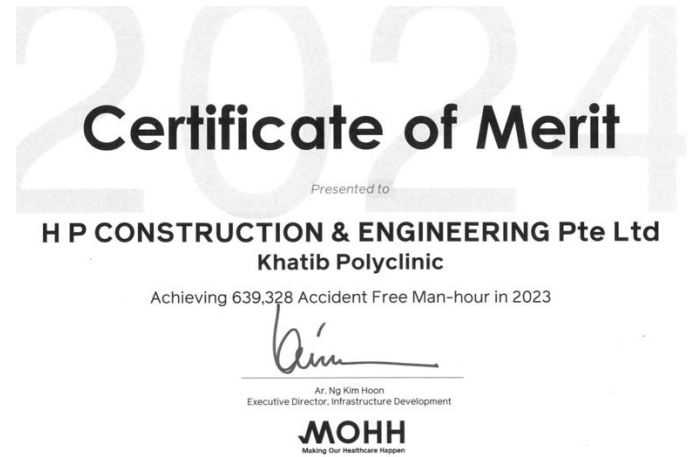 2024
Certificate of Merit
Presented to
H P CONSTRUCTION & ENGINEERING Pte Ltd
Khatib Polyclinic
Achieving 639,328 Accident Free Man-hour in 2023
Ar. Ng Kim Hoon
Executive Director, Infrastructure Development
MOHH
Making Our Healthcare Happen